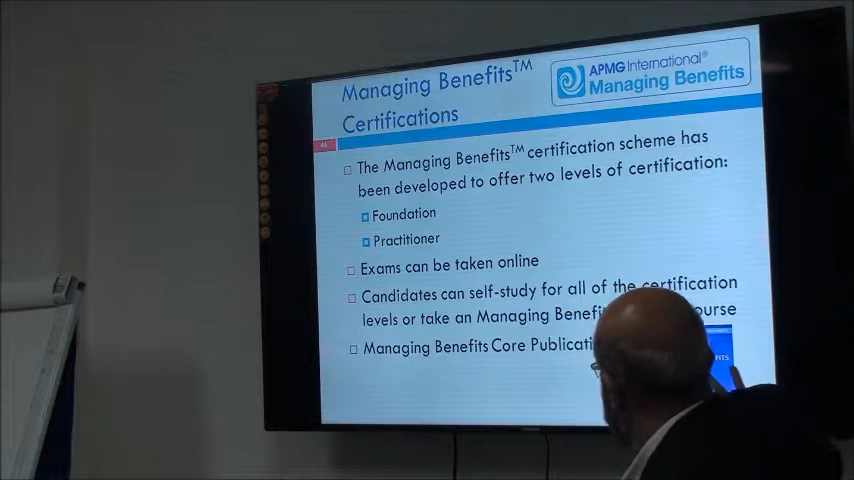 Managing Benefits™
Certifications
APMG International®
Managing Benefits
46
The Managing Benefits™ certification scheme has
been developed to offer two levels of certification:
Foundation
Practitioner
Exams can be taken online
Candidates can self-study for all of the certification
levels or take an Managing
Managing Benefits Core